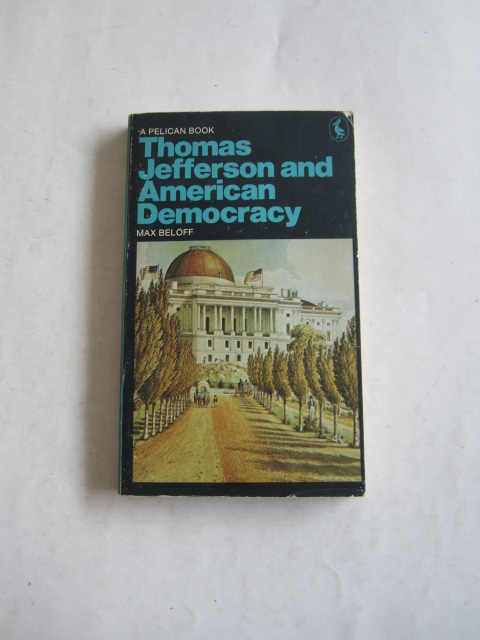 A PELICAN BOOK
Thomas
Jefferson and
American
Democracy
MAX BELOFF